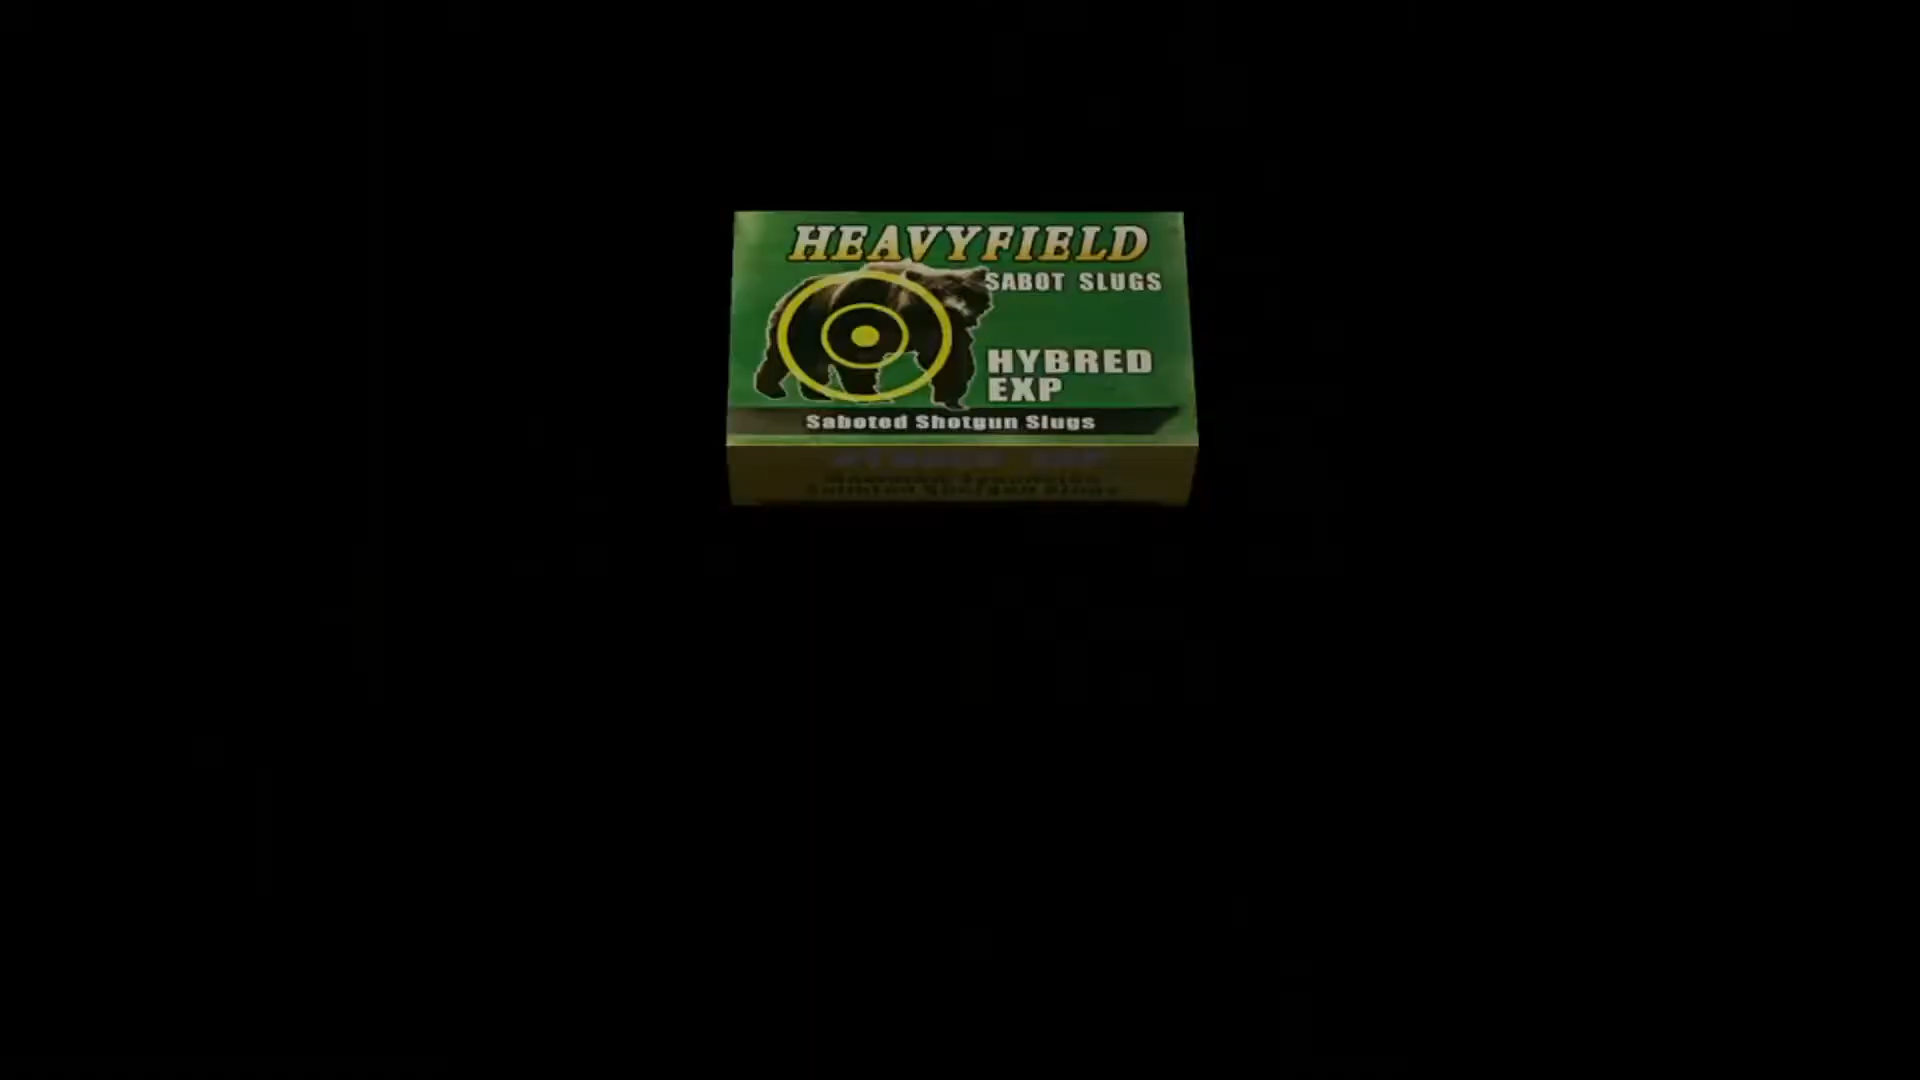 HEAVYFIELD
SABOT SLUGS
HYBRED
EXP
Saboted Shotgun Slugs